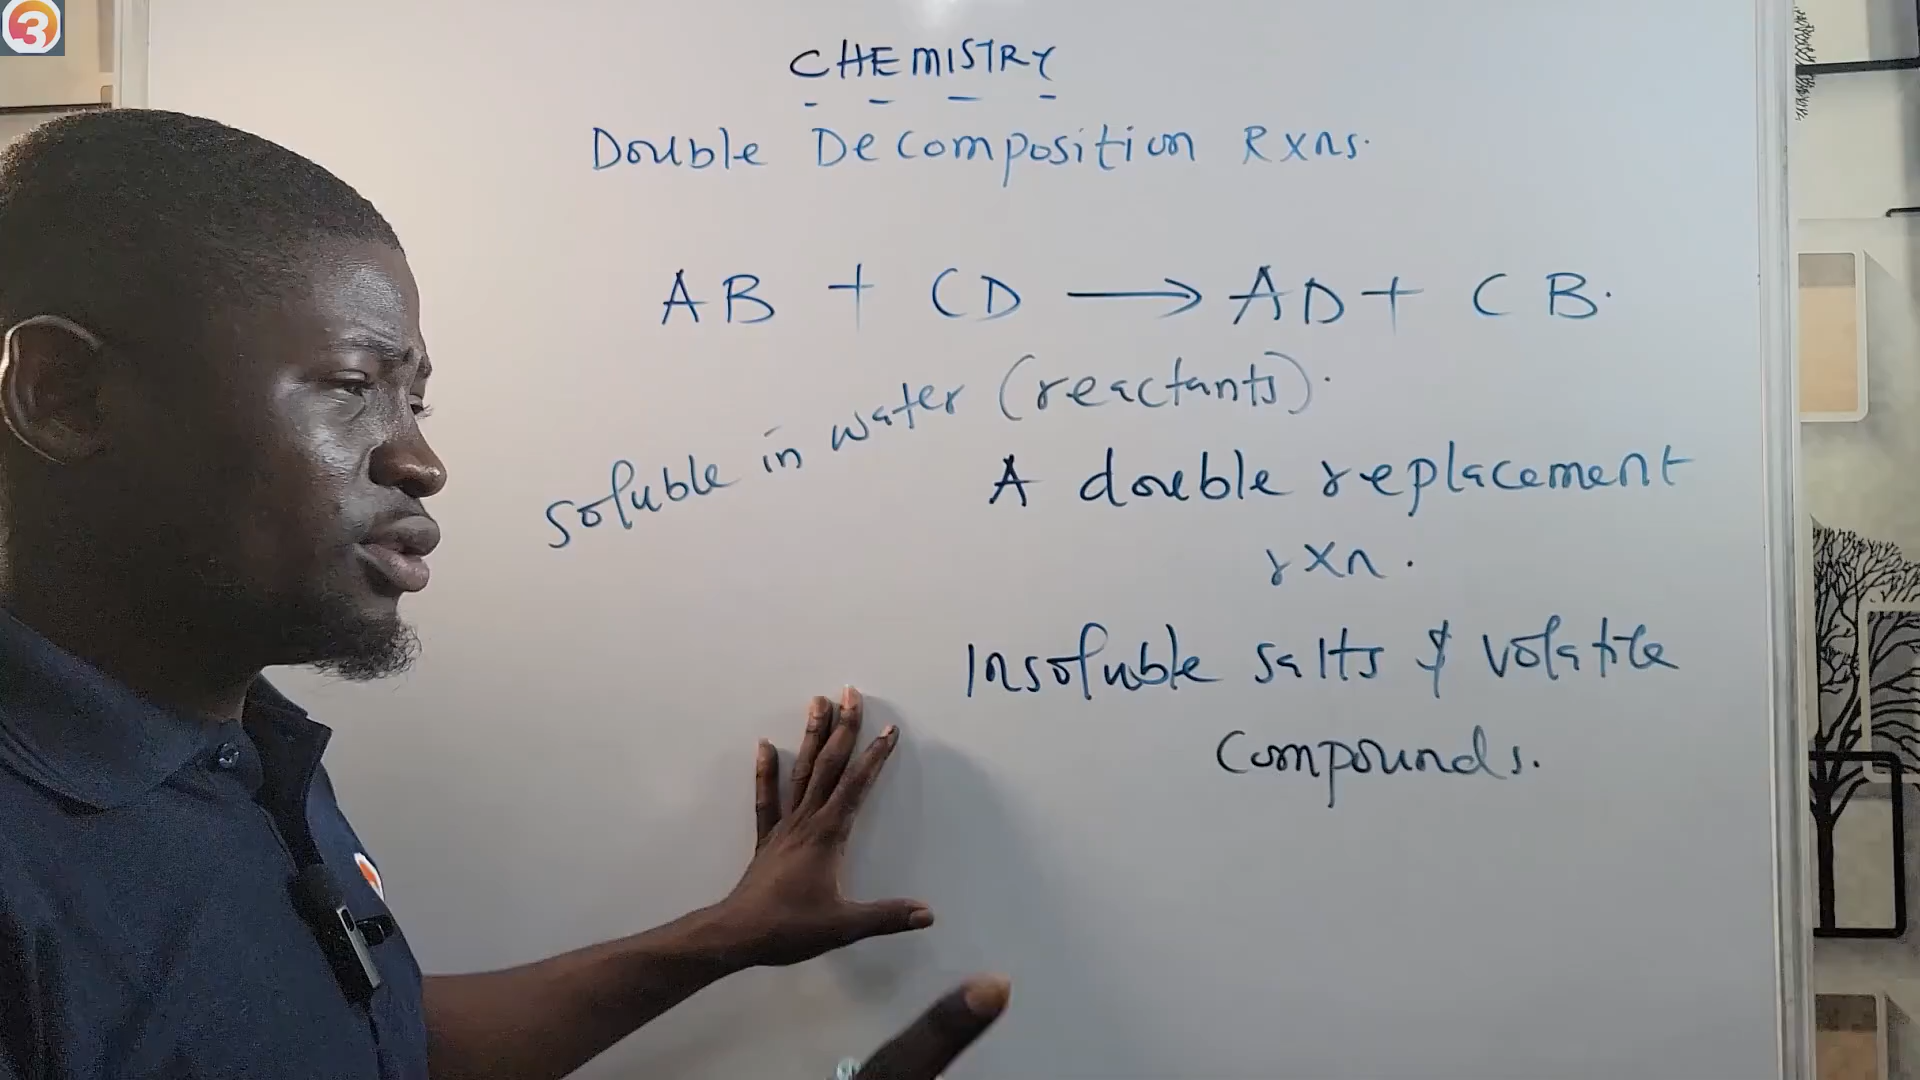 3
CHEMISTRY
Double Decomposition Rxns.
AB + CD → AD + CB.
Soluble in water (reactants).
A double replacement
rxn.
Insoluble salts & volatile
Compounds.